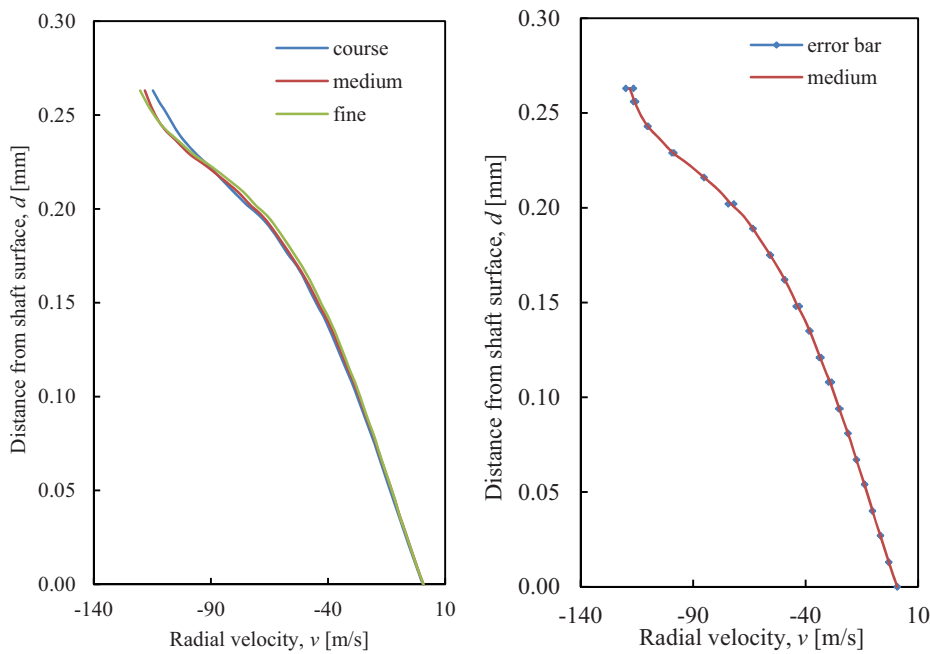 0.30
0.25
0.20
0.15
0.10
0.05
0.00
-140
-90
-40
10
Distance from shaft surface, d [mm]
Radial velocity, v [m/s]
course
medium
fine
0.30
0.25
0.20
0.15
0.10
0.05
0.00
-140
-90
-40
10
Distance from shaft surface, d [mm]
Radial velocity, v [m/s]
error bar
medium